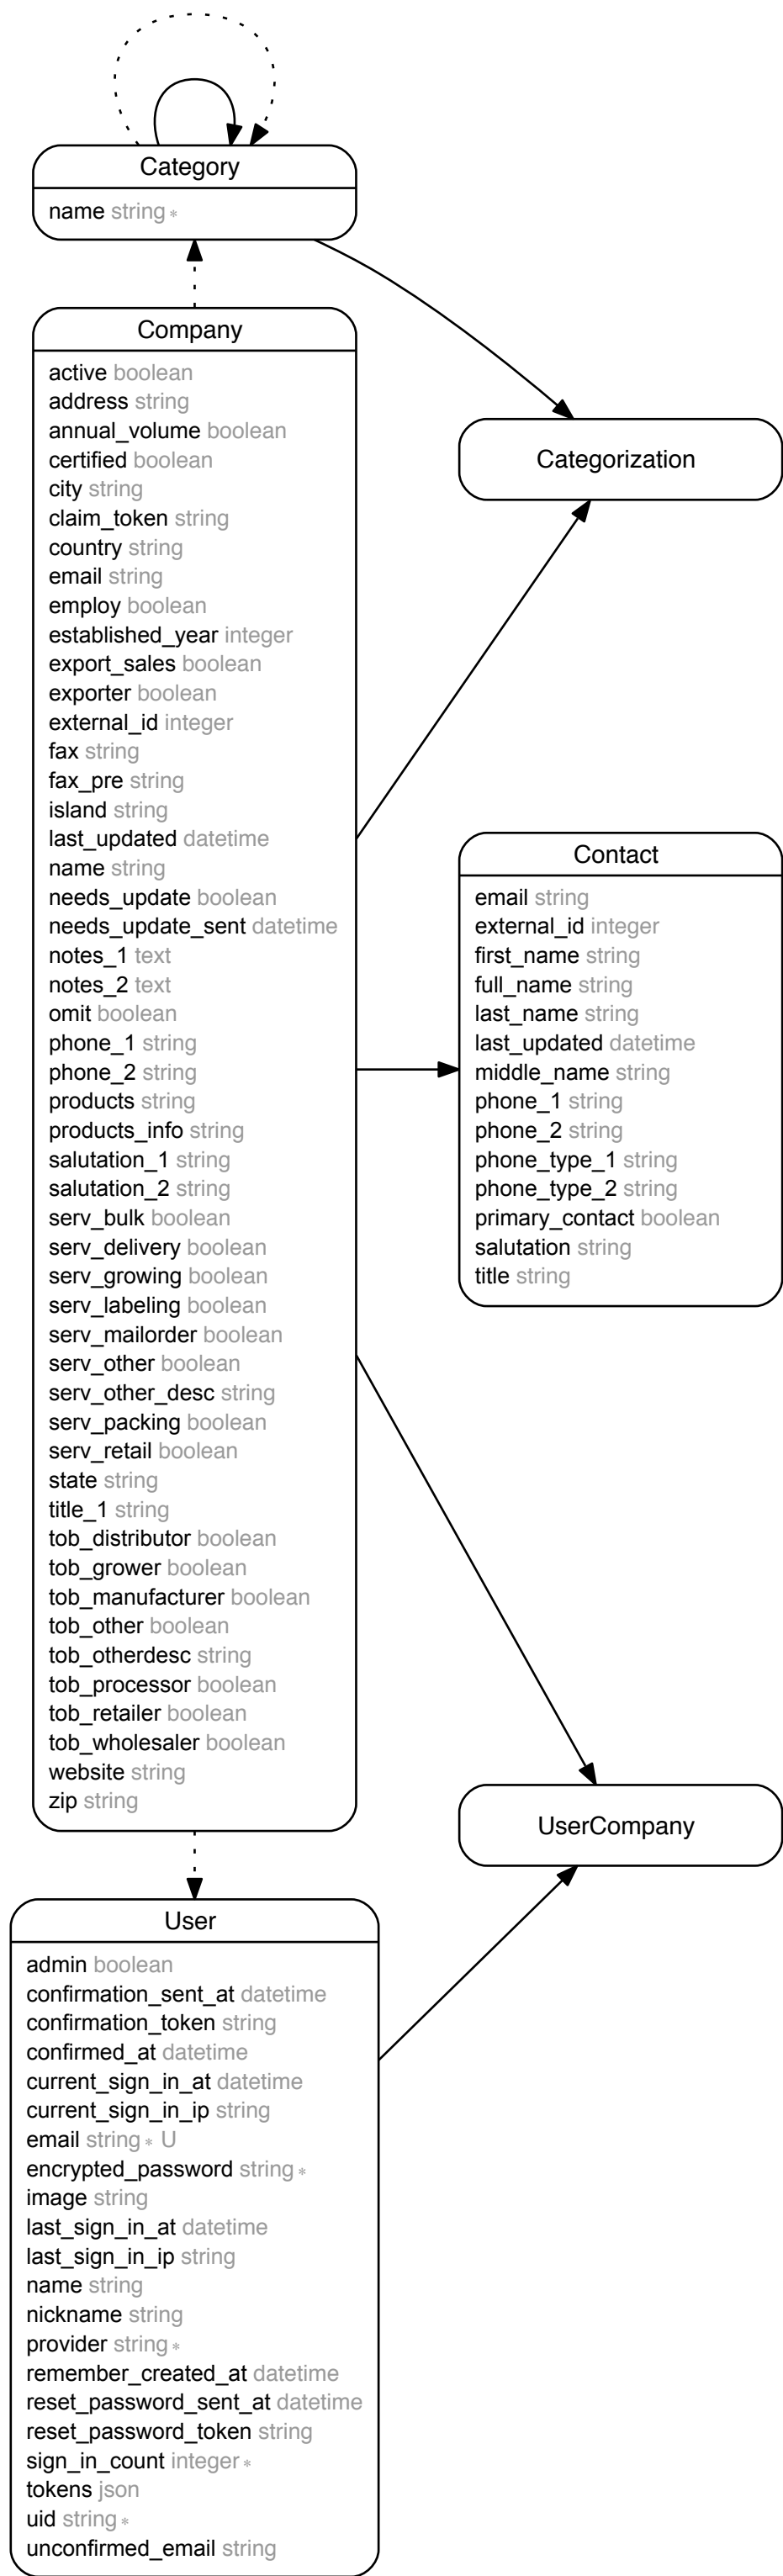 Category
name string *
Company
active boolean
address string
annual_volume boolean
certified boolean
city string
claim_token string
country string
email string
employ boolean
established_year integer
export_sales boolean
exporter boolean
external_id integer
fax string
fax_pre string
island string
last_updated datetime
name string
needs_update boolean
needs_update_sent datetime
notes_1 text
notes_2 text
omit boolean
phone_1 string
phone_2 string
products string
products_info string
salutation_1 string
salutation_2 string
serv_bulk boolean
serv_delivery boolean
serv_growing boolean
serv_labeling boolean
serv_mailorder boolean
serv_other boolean
serv_other_desc string
serv_packing boolean
serv_retail boolean
state string
title_1 string
tob_distributor boolean
tob_grower boolean
tob_manufacturer boolean
tob_other boolean
tob_otherdesc string
tob_processor boolean
tob_retailer boolean
tob_wholesaler boolean
website string
zip string
Categorization
Contact
email string
external_id integer
first_name string
full_name string
last_name string
last_updated datetime
middle_name string
phone_1 string
phone_2 string
phone_type_1 string
phone_type_2 string
primary_contact boolean
salutation string
title string
UserCompany
User
admin boolean
confirmation_sent_at datetime
confirmation_token string
confirmed_at datetime
current_sign_in_at datetime
current_sign_in_ip string
email string * U
encrypted_password string *
image string
last_sign_in_at datetime
last_sign_in_ip string
name string
nickname string
provider string *
remember_created_at datetime
reset_password_sent_at datetime
reset_password_token string
sign_in_count integer *
tokens json
uid string *
unconfirmed_email string